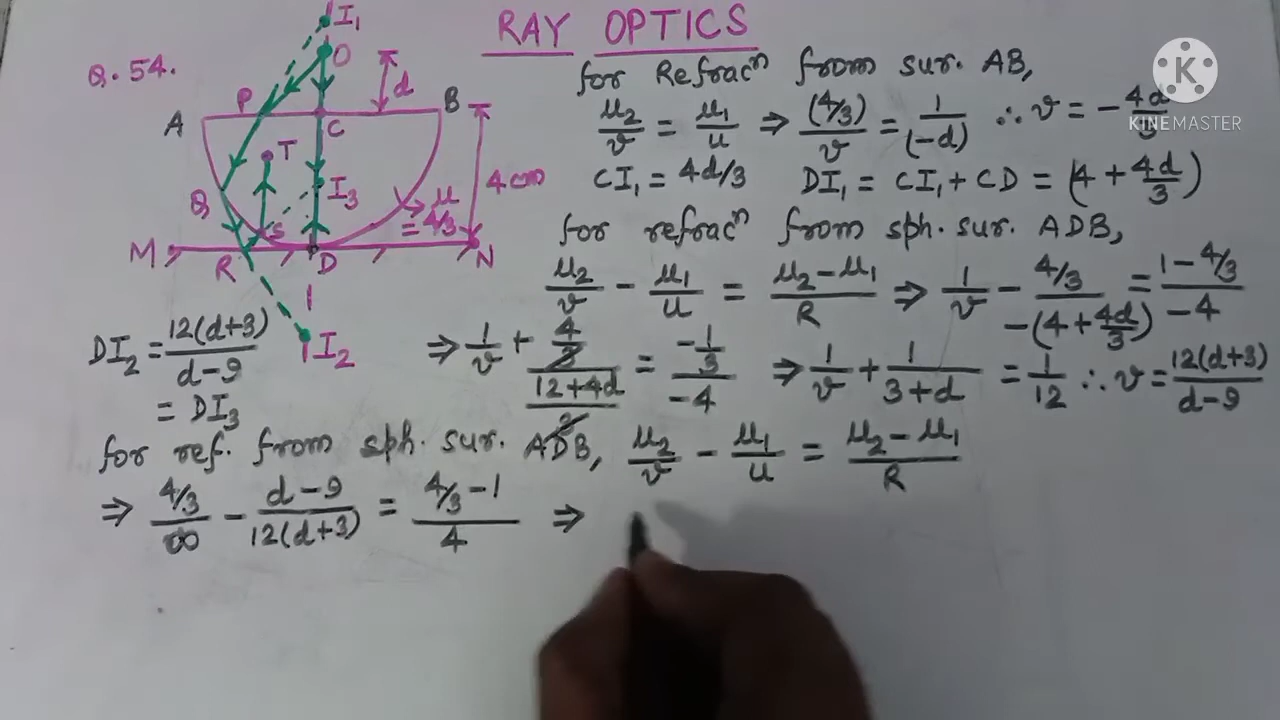 RAY OPTICS
Q. 54.
I₁
O
d
P
A
B
C
T
I₃
Q
S
μ = 4/3
4 cm
M
R
D
N
I₂
K
KINEMASTER
for Refracⁿ from sur. AB,
μ₂/v = μ₁/u ⇒ (4/3)/v = 1/(-d) ∴ v = -4d
CI₁ = 4d/3 DI₁ = CI₁ + CD = (4 + 4d/3)
for refracⁿ from sph. sur. ADB,
μ₂/v - μ₁/u = μ₂-μ₁/R ⇒ 1/v - 4/3/-(4+4d/3) = 1-4/3/-4
DI₂ = 12(d+3)/d-9
= DI₃
⇒ 1/v + 4/3/12+4d/3 = -1/3/-4 ⇒ 1/v + 1/3+d = 1/12 ∴ v = 12(d+3)/d-9
for ref. from sph. sur. ADB, μ₂/v - μ₁/u = μ₂-μ₁/R
⇒ 4/3/∞ - d-9/12(d+3) = 4/3-1/4 ⇒